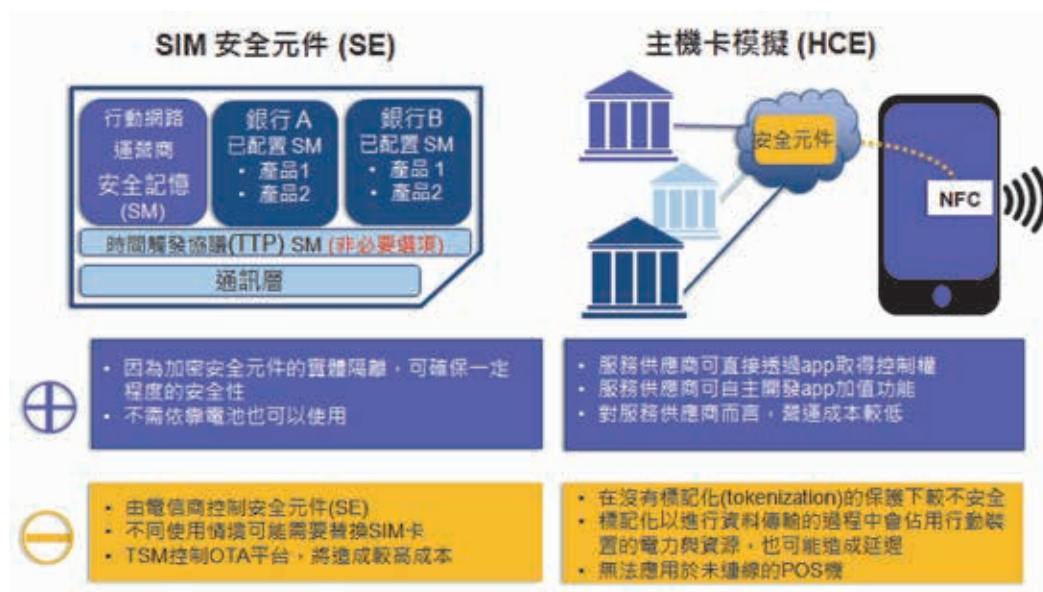 SIM 安全元件 (SE)
主機卡模擬 (HCE)
行動網路
運營商
安全記憶
(SM)
銀行A
已配置 SM
• 產品1
• 產品2
銀行B
已配置 SM
• 產品 1
• 產品2
時間觸發協議(TTP) SM (非必要選項)
通訊層
安全元件
NFC
• 因為加密安全元件的實體隔離，可確保一定
程度的安全性
• 不需依靠電池也可以使用
• 服務供應商可直接透過app取得控制權
• 服務供應商可自主開發app加值功能
• 對服務供應商而言，營運成本較低
• 由電信商控制安全元件(SE)
• 不同使用情境可能需要替換SIM卡
• TSM控制OTA平台，將造成較高成本
• 在沒有標記化(tokenization)的保護下較不安全
• 標記化以進行資料傳輸的過程中會佔用行動裝
置的電力與資源，也可能造成延遲
• 無法應用於未連線的POS機